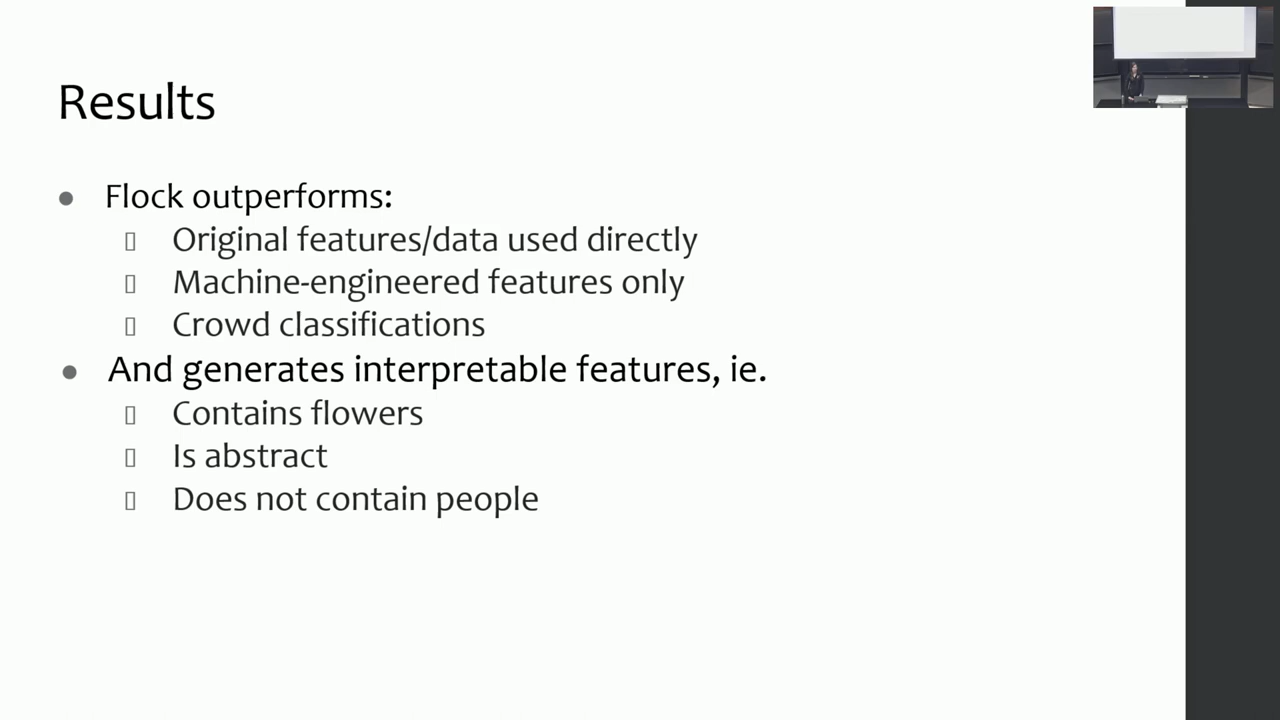 Results
Flock outperforms:
Original features/data used directly
Machine-engineered features only
Crowd classifications
And generates interpretable features, ie.
Contains flowers
Is abstract
Does not contain people